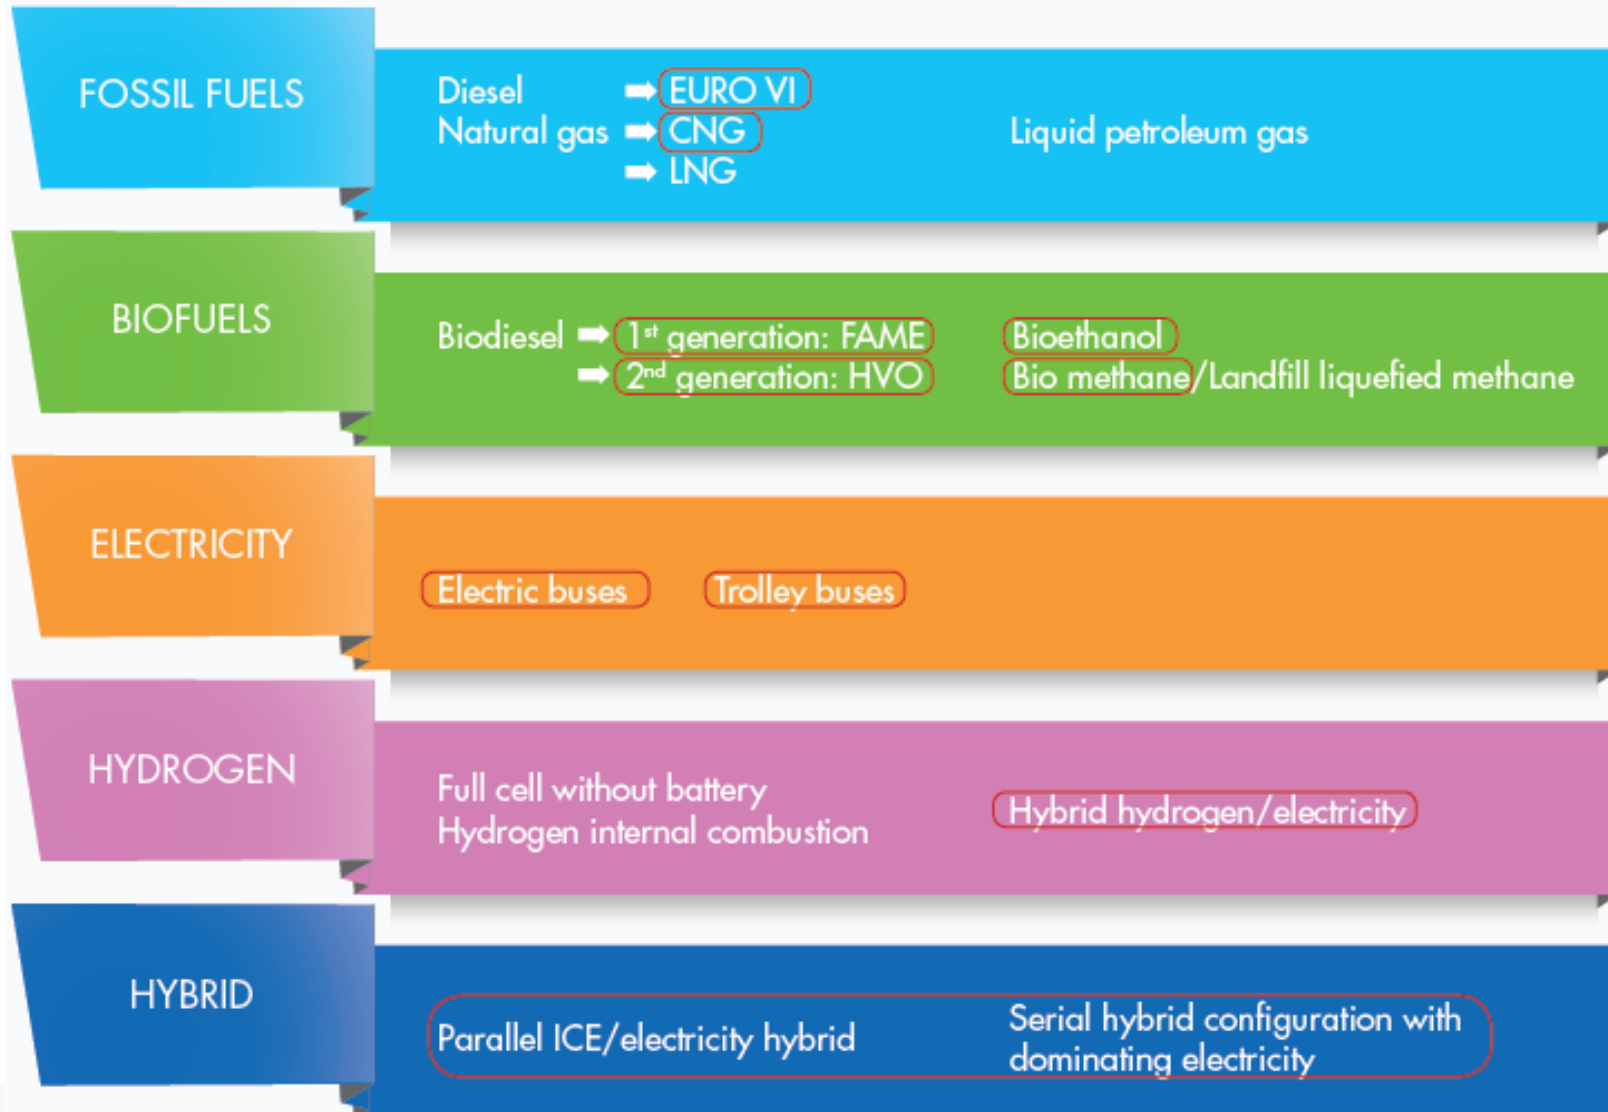 FOSSIL FUELS
Diesel ➡ EURO VI
Natural gas ➡ CNG
➡ LNG
Liquid petroleum gas
BIOFUELS
Biodiesel ➡ 1st generation: FAME
➡ 2nd generation: HVO
Bioethanol
Bio methane/Landfill liquefied methane
ELECTRICITY
Electric buses
Trolley buses
HYDROGEN
Full cell without battery
Hydrogen internal combustion
Hybrid hydrogen/electricity
HYBRID
Parallel ICE/electricity hybrid
Serial hybrid configuration with
dominating electricity